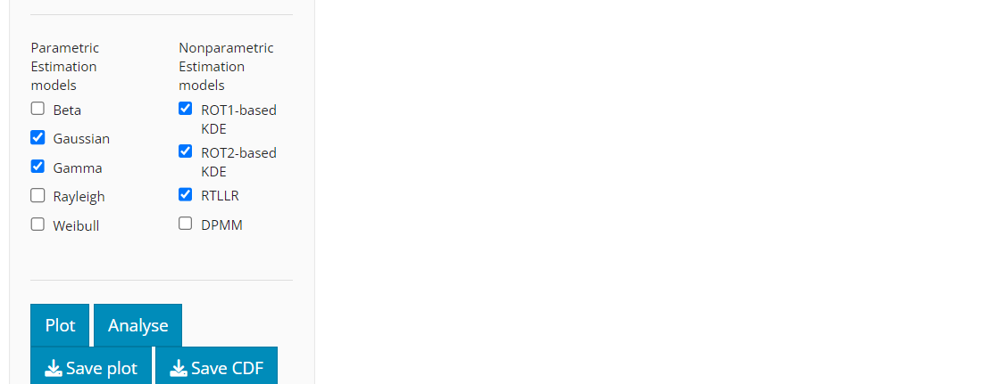 Parametric
Estimation
models
Beta
Gaussian
Gamma
Rayleigh
Weibull
Nonparametric
Estimation
models
ROT1-based
KDE
ROT2-based
KDE
RTLLR
DPMM
Plot
Analyse
Save plot
Save CDF